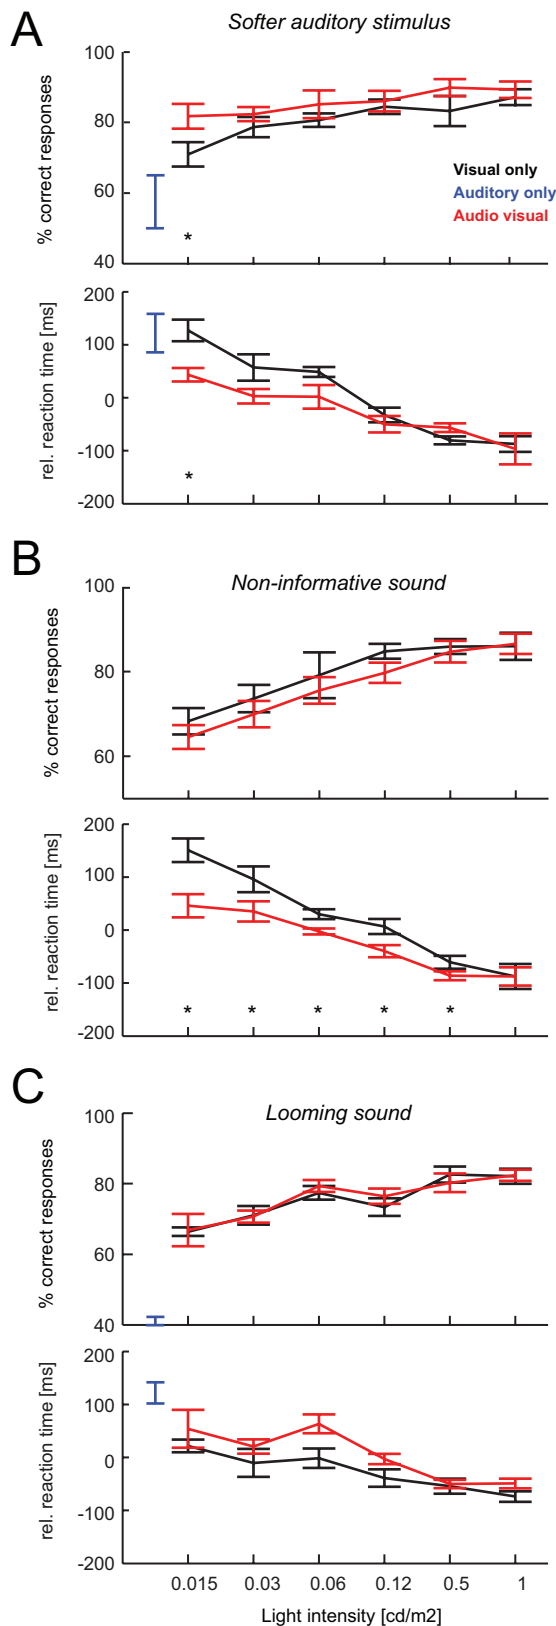 A
Softer auditory stimulus
100
80
60
40
% correct responses
Visual only
Auditory only
Audio visual
*
200
100
0
-100
-200
rel. reaction time [ms]
*
B
Non-informative sound
100
80
60
% correct responses
200
100
0
-100
-200
rel. reaction time [ms]
* * * * *
C
Looming sound
100
80
60
40
% correct responses
200
100
0
-100
-200
rel. reaction time [ms]
0.015 0.03 0.06 0.12 0.5 1
Light intensity [cd/m2]